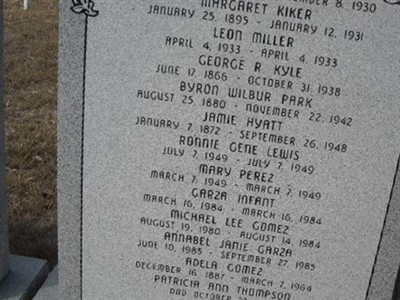 8, 1930
MARGARET KIKER
JANUARY 25, 1895 - JANUARY 12, 1931
LEON MILLER
APRIL 4, 1933 - APRIL 4, 1933
GEORGE R. KYLE
JUNE 17, 1866 - OCTOBER 31, 1938
BYRON WILBUR PARK
AUGUST 25, 1880 - NOVEMBER 22, 1942
JAMIE HYATT
JANUARY 7, 1872 - SEPTEMBER 26, 1948
RONNIE GENE LEWIS
JULY 7, 1949 - JULY 7, 1949
MARY PEREZ
MARCH 7, 1949 - MARCH 7, 1949
GARZA INFANT
MARCH 16, 1984 - MARCH 16, 1984
MICHAEL LEE GOMEZ
AUGUST 19, 1980 - AUGUST 14, 1984
ANNABEL JANIE GARZA
JUNE 10, 1985 - SEPTEMBER 27, 1985
ADELA GOMEZ
DECEMBER 16, 1887 - MARCH 7, 1964
PATRICIA ANN THOMPSON
DOD OCTOBER